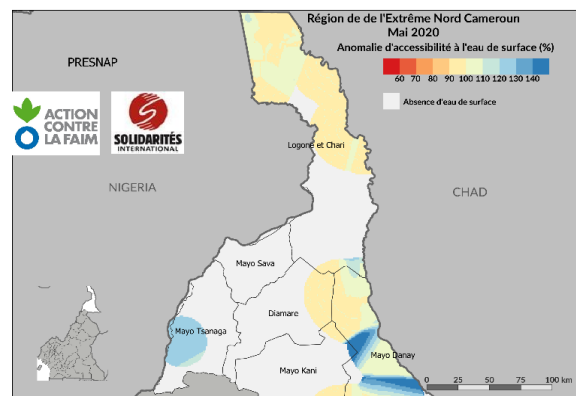 Région de de l'Extrême Nord Cameroun
Mai 2020
Anomalie d'accessibilité à l'eau de surface (%)
60 70 80 90 100 110 120 130 140
Absence d'eau de surface
PRESNAP
ACTION
CONTRE
LA FAIM
SOLIDARITÉS
INTERNATIONAL
Logone et Chari
NIGERIA
CHAD
Mayo Sava
Diamare
Mayo Tsanaga
Mayo Danay
Mayo Kani
0 25 50 75 100 km